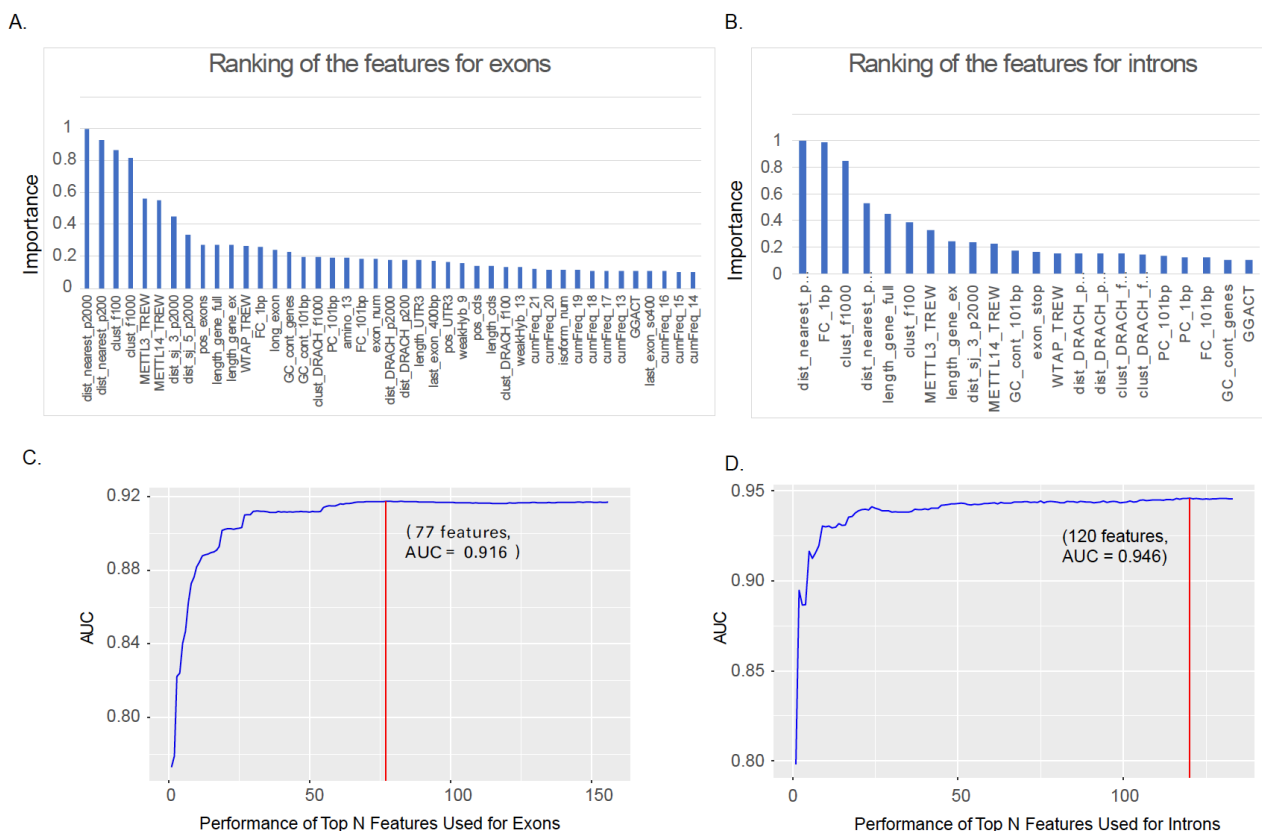 A.
Ranking of the features for exons
Importance
1
0.8
0.6
0.4
0.2
0
dist_nearest_p2000
dist_nearest_p200
clust_f100
clust_f1000
METTL3_TREW
METTL14_TREW
dist_sj_3_p2000
dist_sj_5_p2000
pos_exons
length_gene_full
length_gene_ex
WTAP_TREW
FC_1bp
long_exon
GC_cont_genes
GC_cont_101bp
clust_DRACH_f1000
PC_101bp
amino_13
FC_101bp
exon_num
dist_DRACH_p2000
dist_DRACH_p200
length_UTR3
last_exon_400bp
pos_UTR3
weakHyb_9
pos_cds
length_cds
clust_DRACH_f100
weakHyb_13
cumFreq_21
cumFreq_20
isoform_num
cumFreq_19
cumFreq_18
cumFreq_17
cumFreq_13
GGACT
last_exon_sc400
cumFreq_16
cumFreq_15
cumFreq_14
B.
Ranking of the features for introns
Importance
1
0.8
0.6
0.4
0.2
0
dist_nearest_p...
FC_1bp
clust_f1000
dist_nearest_p...
length_gene_full
clust_f100
METTL3_TREW
length_gene_ex
dist_sj_3_p2000
METTL14_TREW
GC_cont_101bp
exon_stop
WTAP_TREW
dist_DRACH_p...
dist_DRACH_p...
clust_DRACH_f...
clust_DRACH_f...
PC_101bp
PC_1bp
FC_101bp
GC_cont_genes
GGACT
C.
AUC
0.92
0.88
0.84
0.80
(77 features,
AUC = 0.916 )
0 50 100 150
Performance of Top N Features Used for Exons
D.
AUC
0.95
0.90
0.85
0.80
(120 features,
AUC = 0.946)
0 50 100
Performance of Top N Features Used for Introns